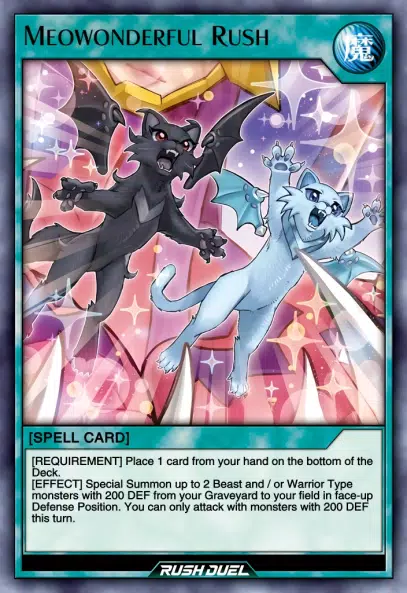 MEOWONDERFUL RUSH
魔
[SPELL CARD]
[REQUIREMENT] Place 1 card from your hand on the bottom of the
Deck.
[EFFECT] Special Summon up to 2 Beast and / or Warrior Type
monsters with 200 DEF from your Graveyard to your field in face-up
Defense Position. You can only attack with monsters with 200 DEF
this turn.
RUSH DUEL